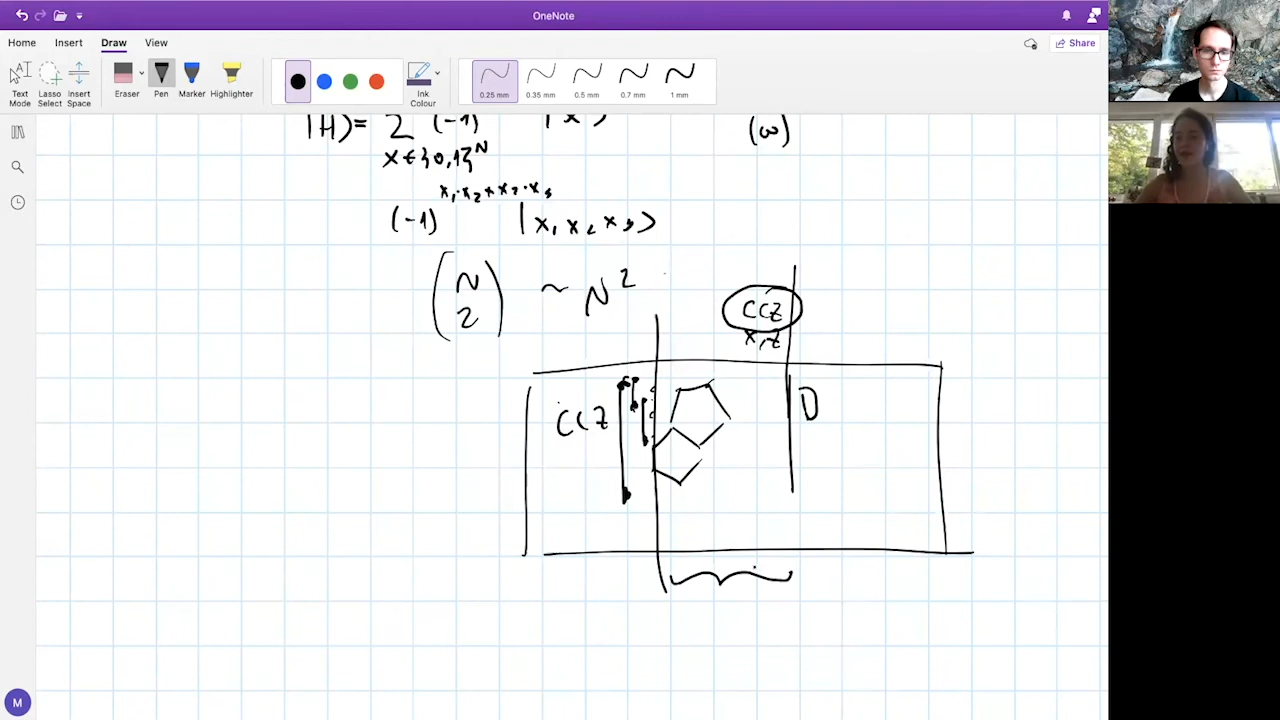 OneNote
Home Insert Draw View
Share
Text Mode
Lasso Select
Insert Space
Eraser
Pen
Marker
Highlighter
Ink Colour
0.25 mm
0.35 mm
0.5 mm
0.7 mm
1 mm
|H⟩= Σ (-1) |x⟩
(w)
x∈{0,1}ᴺ
x₁·x₂+x₂·x₃
(-1) |x₁ x₂ x₃⟩
(N 2) ~ N²
CCZ
x,z
CCZ
D
M